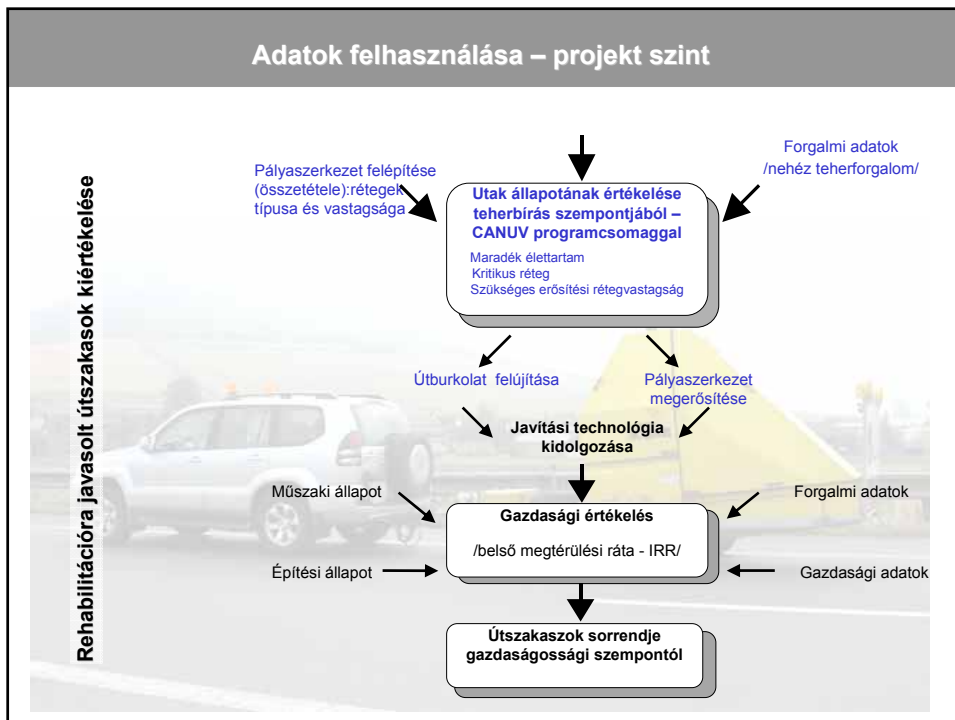 Adatok felhasználása – projekt szint
Rehabilitációra javasolt útszakasok kiértékelése
Pályaszerkezet felépítése
(összetétele):rétegek
típusa és vastagsága
Forgalmi adatok
/nehéz teherforgalom/
Utak állapotának értékelése
teherbírás szempontjából –
CANUV programcsomaggal
Maradék élettartam
Kritikus réteg
Szükséges erősítési rétegvastagság
Útburkolat felújítása
Pályaszerkezet
megerősítése
Javítási technológia
kidolgozása
Műszaki állapot
Forgalmi adatok
Gazdasági értékelés
/belső megtérülési ráta - IRR/
Építési állapot
Gazdasági adatok
Útszakaszok sorrendje
gazdaságossági szempontól